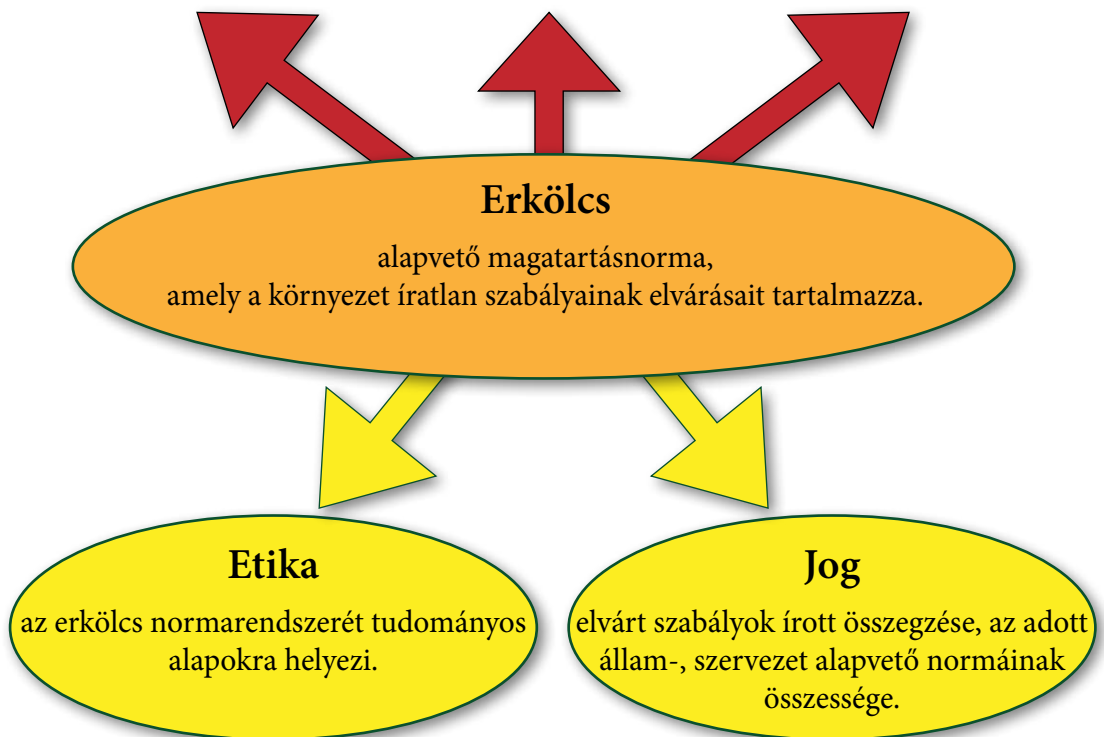 Erkölcs
alapvető magatartásnorma,
amely a környezet íratlan szabályainak elvárásait tartalmazza.
Etika
az erkölcs normarendszerét tudományos
alapokra helyezi.
Jog
elvárt szabályok írott összegzése, az adott
állam-, szervezet alapvető normáinak
összessége.